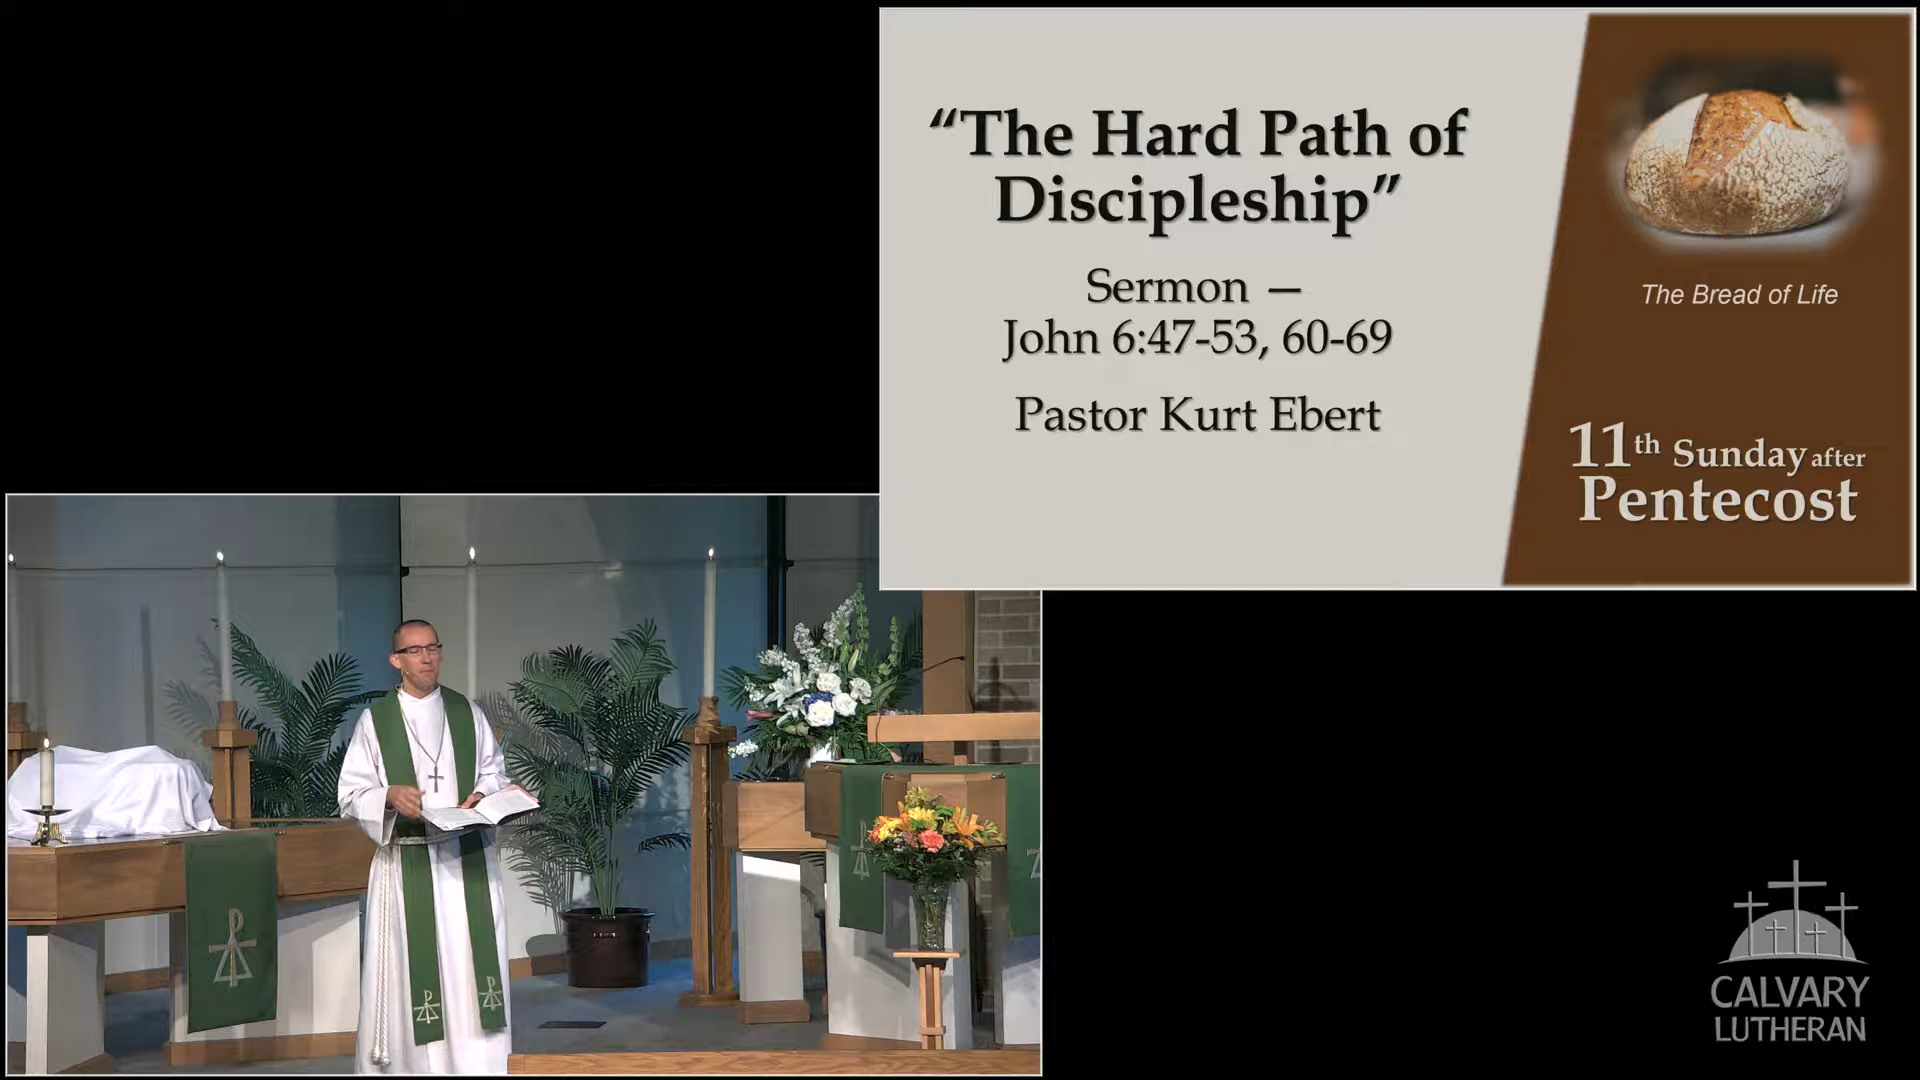 “The Hard Path of
Discipleship”
Sermon —
John 6:47-53, 60-69
Pastor Kurt Ebert
The Bread of Life
11th Sunday after
Pentecost
CALVARY
LUTHERAN